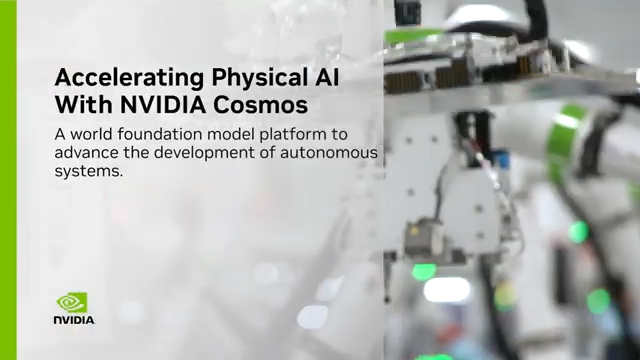 Accelerating Physical AI
With NVIDIA Cosmos
A world foundation model platform to
advance the development of autonomous
systems.
NVIDIA